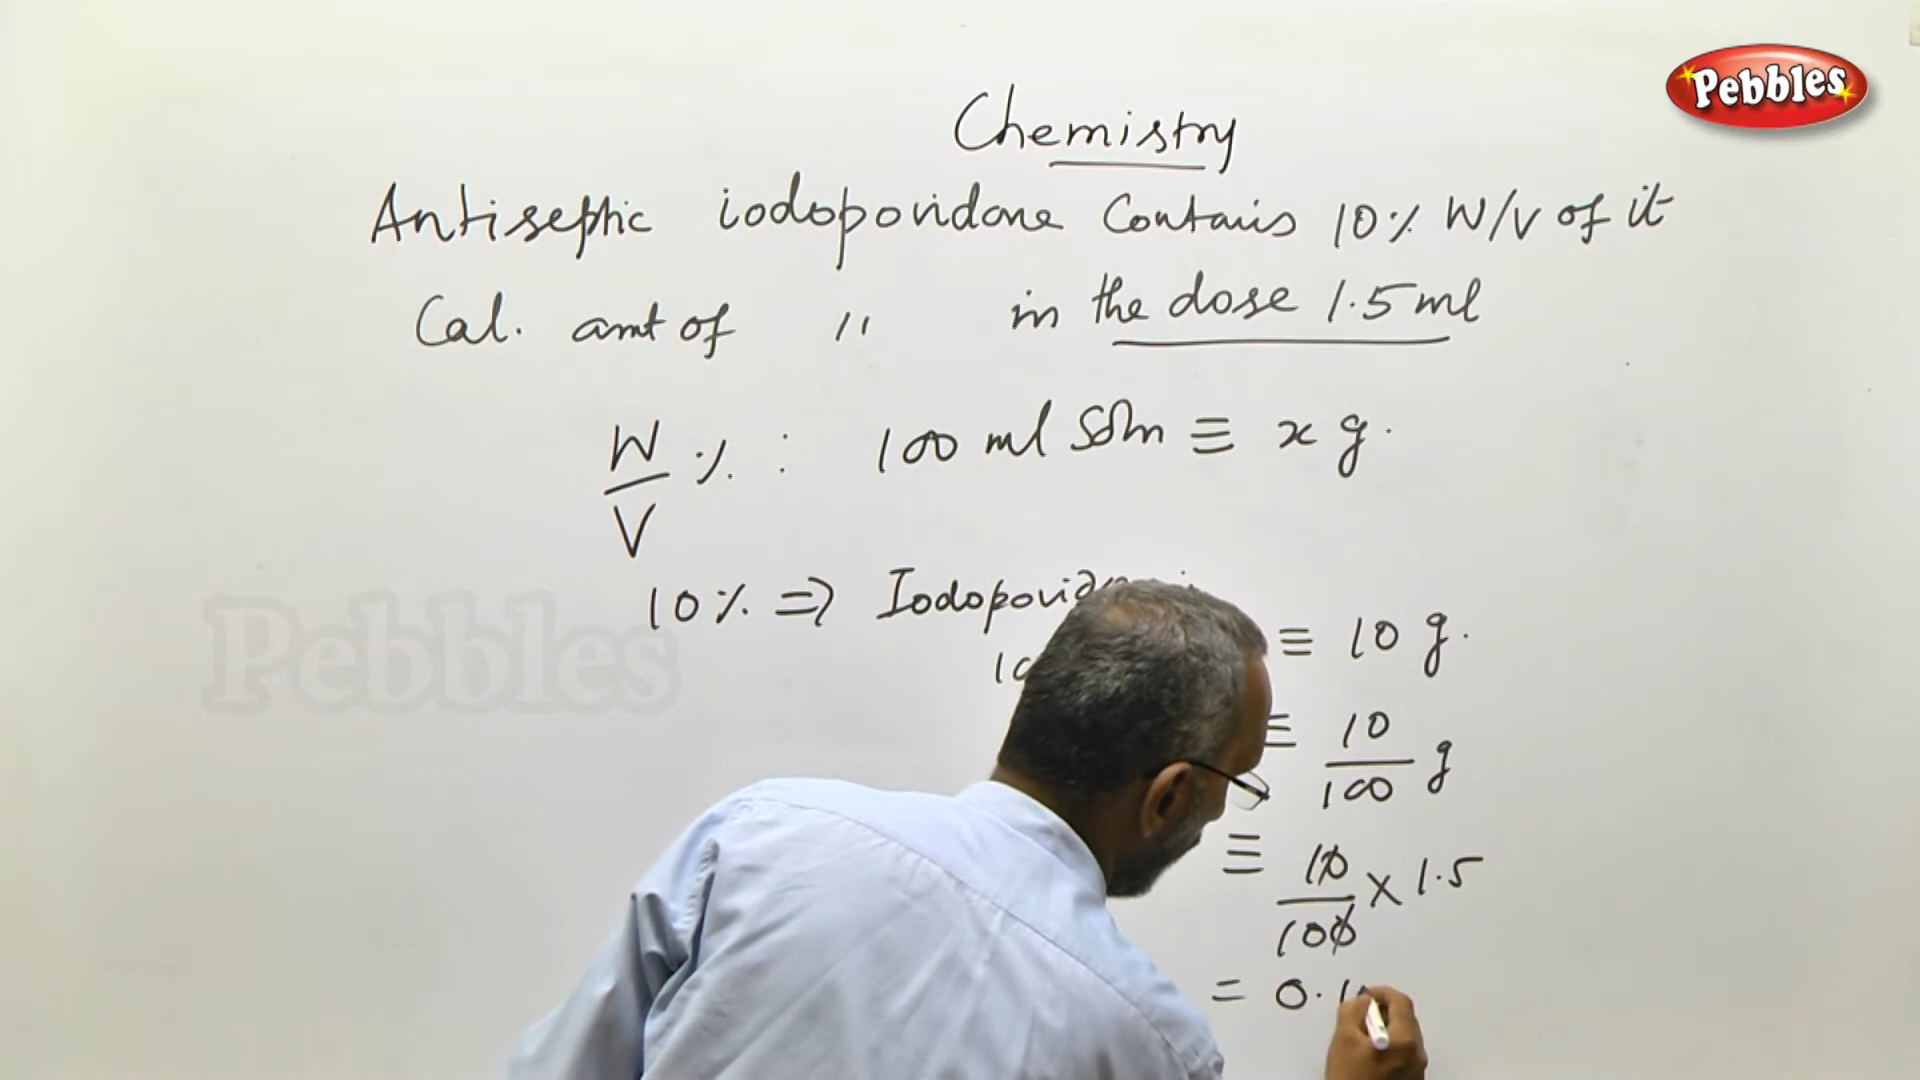 Pebbles
Chemistry
Antiseptic iodopovidone Contains 10% W/V of it
Cal. amt of 〃 in the dose 1.5 ml
W/V % : 100 ml Soln ≡ x g.
10% ⇒
≡ 10 g.
Pebbles
≡ 10/100 g
≡ 10/100 × 1.5
= 0.1